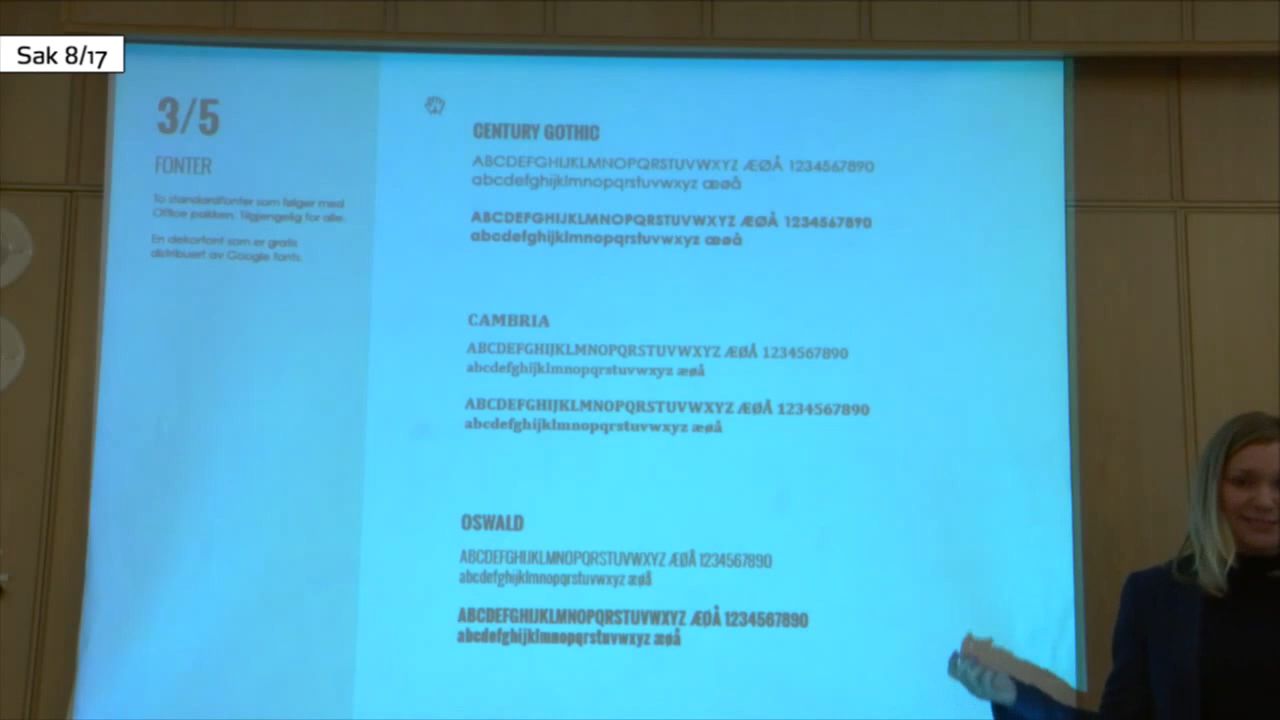 Sak 8/17
3/5
FONTER
To standardfonter som følger med
Office pakken. Tilgjengelig for alle.
En dekorfont som er gratis
distribuert av Google fonts.
CENTURY GOTHIC
ABCDEFGHIJKLMNOPQRSTUVWXYZ ÆØÅ 1234567890
abcdefghijklmnopqrstuvwxyz æøå
ABCDEFGHIJKLMNOPQRSTUVWXYZ ÆØÅ 1234567890
abcdefghijklmnopqrstuvwxyz æøå
CAMBRIA
ABCDEFGHIJKLMNOPQRSTUVWXYZ ÆØÅ 1234567890
abcdefghijklmnopqrstuvwxyz æøå
ABCDEFGHIJKLMNOPQRSTUVWXYZ ÆØÅ 1234567890
abcdefghijklmnopqrstuvwxyz æøå
OSWALD
ABCDEFGHIJKLMNOPQRSTUVWXYZ ÆØÅ 1234567890
abcdefghijklmnopqrstuvwxyz æøå
ABCDEFGHIJKLMNOPQRSTUVWXYZ ÆØÅ 1234567890
abcdefghijklmnopqrstuvwxyz æøå